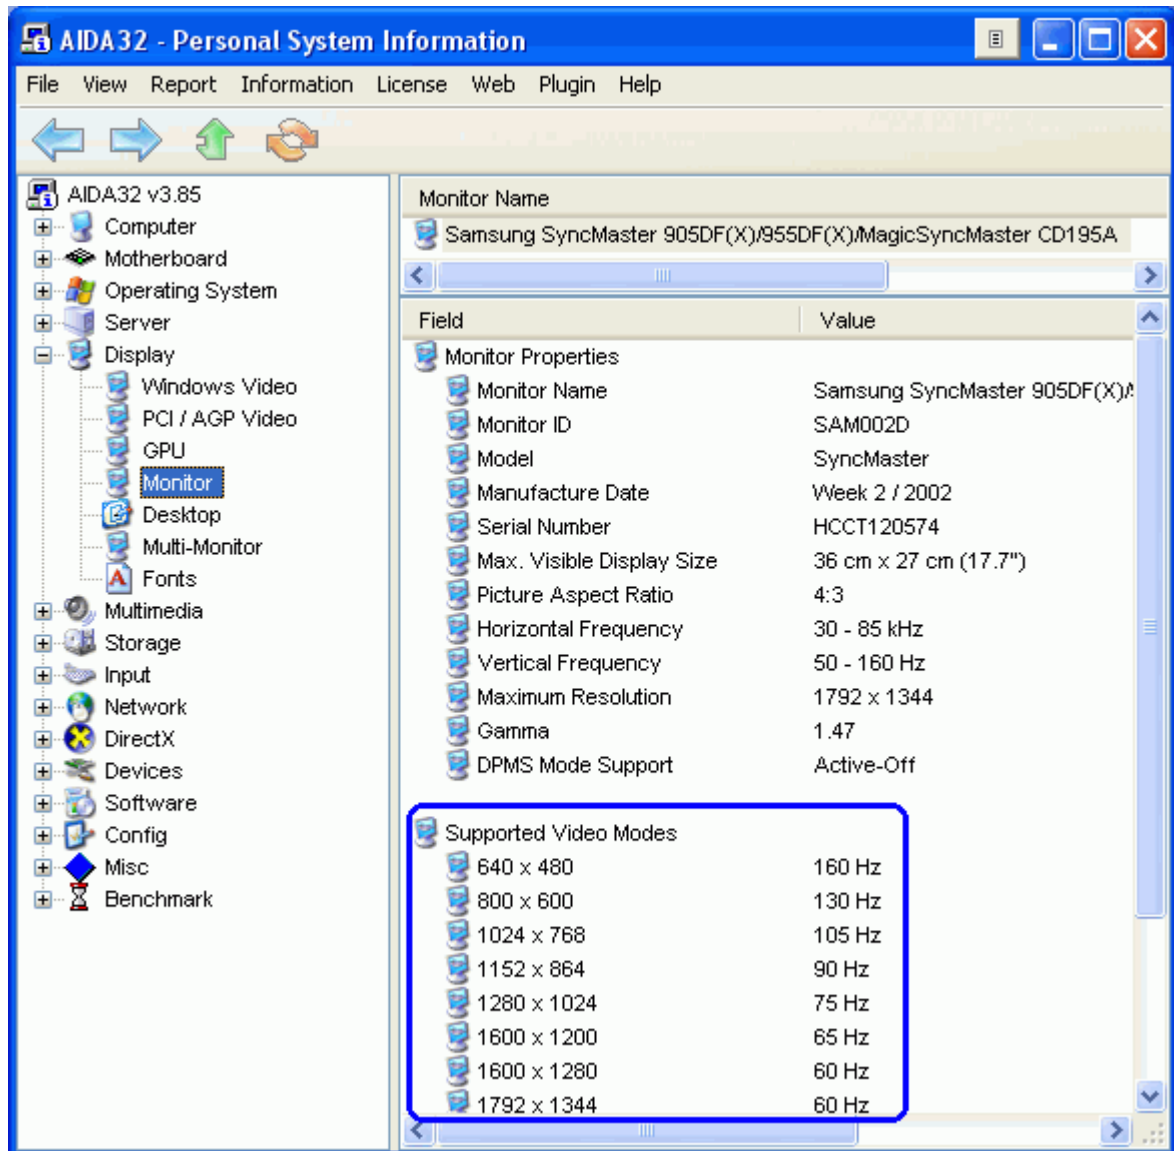 AIDA32 - Personal System Information
File View Report Information License Web Plugin Help
AIDA32 v3.85
Computer
Motherboard
Operating System
Server
Display
Windows Video
PCI / AGP Video
GPU
Monitor
Desktop
Multi-Monitor
Fonts
Multimedia
Storage
Input
Network
DirectX
Devices
Software
Config
Misc
Benchmark
Monitor Name
Samsung SyncMaster 905DF(X)/955DF(X)/MagicSyncMaster CD195A
Field Value
Monitor Properties
Monitor Name Samsung SyncMaster 905DF(X)/
Monitor ID SAM002D
Model SyncMaster
Manufacture Date Week 2 / 2002
Serial Number HCCT120574
Max. Visible Display Size 36 cm x 27 cm (17.7")
Picture Aspect Ratio 4:3
Horizontal Frequency 30 - 85 kHz
Vertical Frequency 50 - 160 Hz
Maximum Resolution 1792 x 1344
Gamma 1.47
DPMS Mode Support Active-Off
Supported Video Modes
640 x 480 160 Hz
800 x 600 130 Hz
1024 x 768 105 Hz
1152 x 864 90 Hz
1280 x 1024 75 Hz
1600 x 1200 65 Hz
1600 x 1280 60 Hz
1792 x 1344 60 Hz